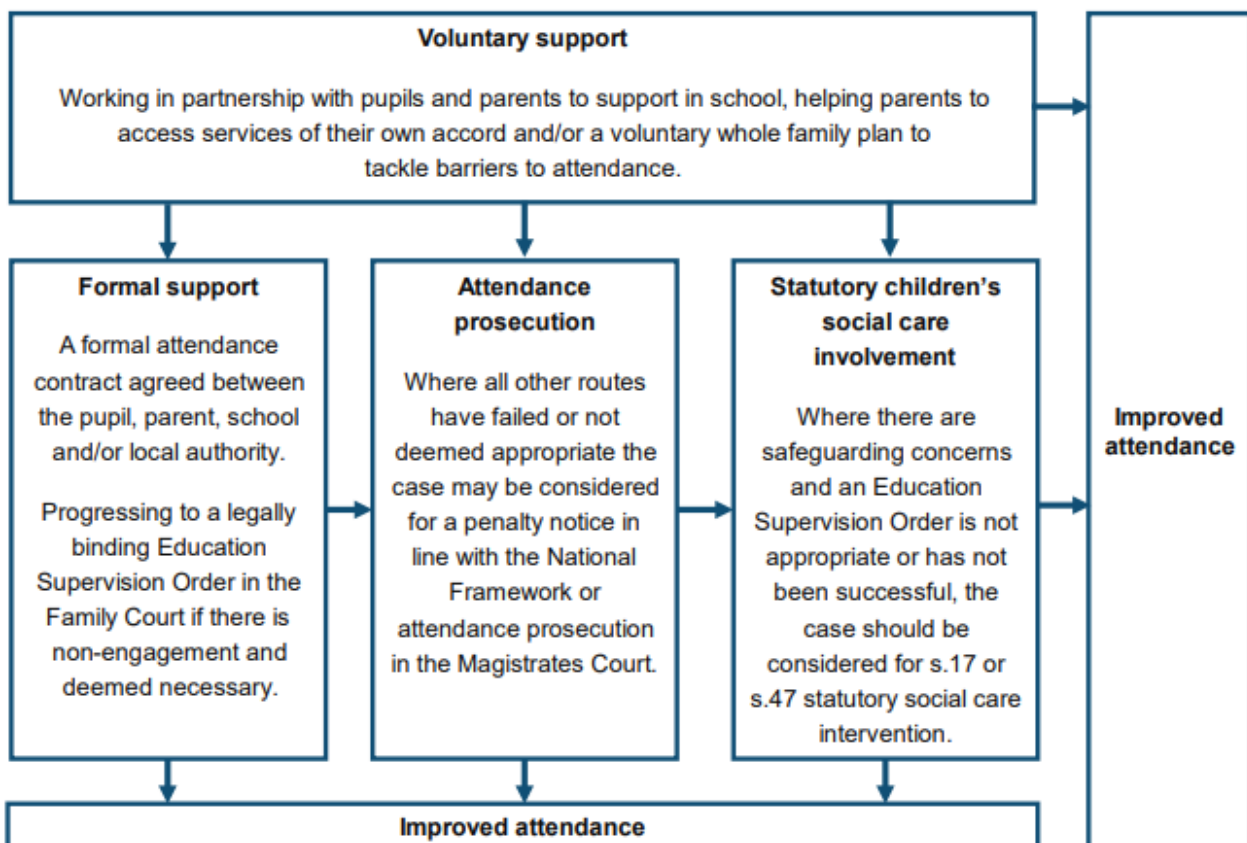 Voluntary support
Working in partnership with pupils and parents to support in school, helping parents to
access services of their own accord and/or a voluntary whole family plan to
tackle barriers to attendance.
Formal support
A formal attendance
contract agreed between
the pupil, parent, school
and/or local authority.
Progressing to a legally
binding Education
Supervision Order in the
Family Court if there is
non-engagement and
deemed necessary.
Attendance
prosecution
Where all other routes
have failed or not
deemed appropriate the
case may be considered
for a penalty notice in
line with the National
Framework or
attendance prosecution
in the Magistrates Court.
Statutory children's
social care
involvement
Where there are
safeguarding concerns
and an Education
Supervision Order is not
appropriate or has not
been successful, the
case should be
considered for s.17 or
s.47 statutory social care
intervention.
Improved
attendance
Improved attendance